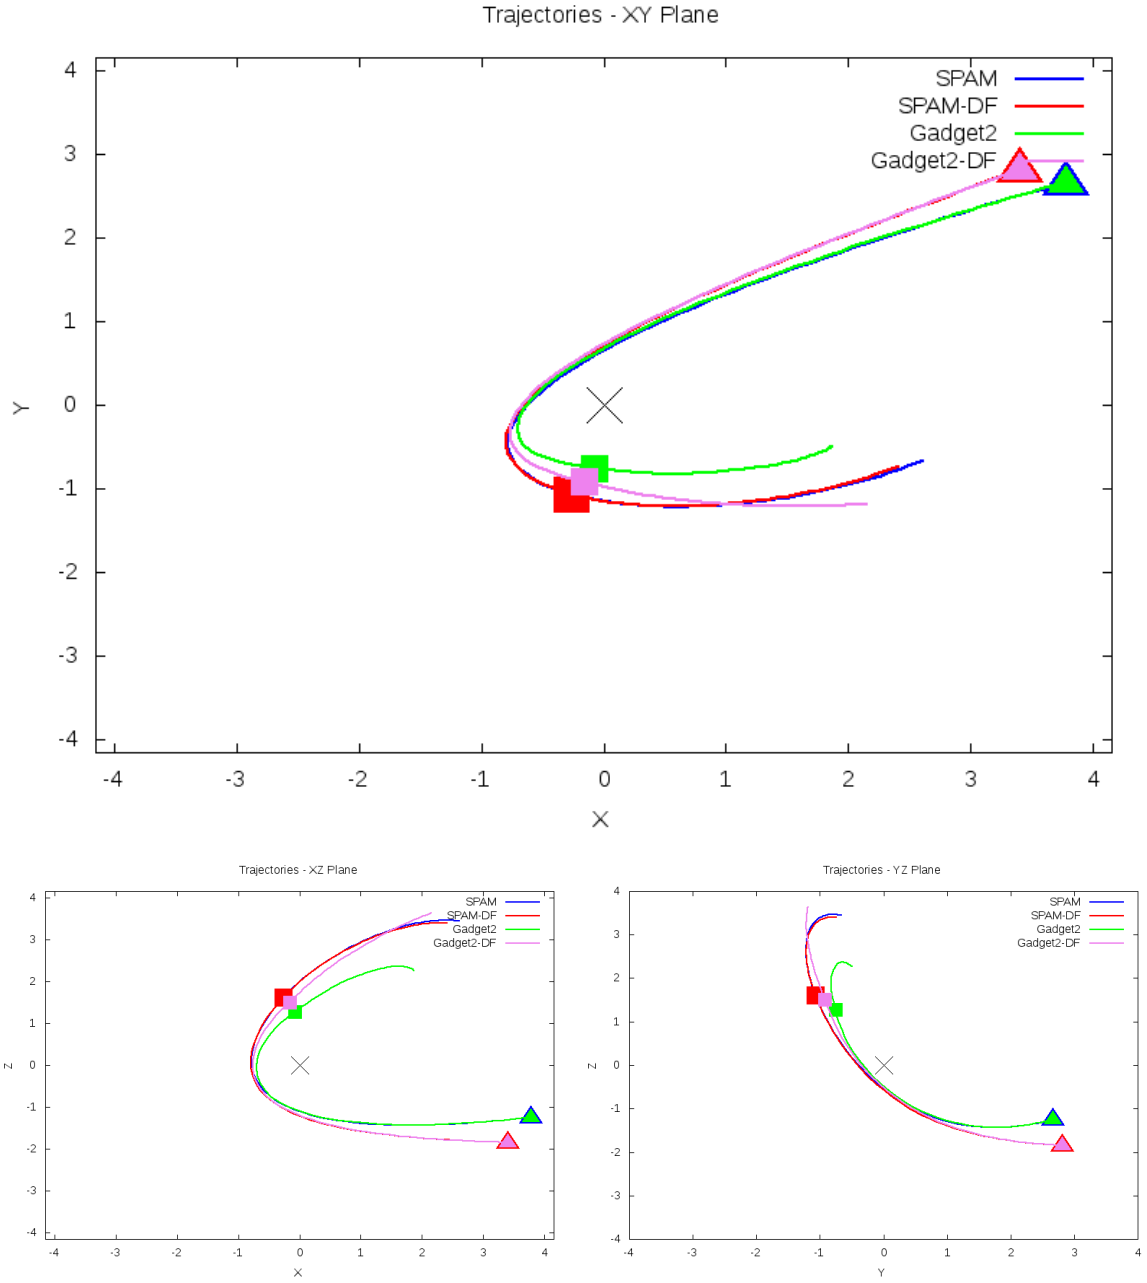 Trajectories - XY Plane
SPAM
SPAM-DF
Gadget2
Gadget2-DF
4
3
2
1
0
-1
-2
-3
-4
Y
-4 -3 -2 -1 0 1 2 3 4
X
Trajectories - XZ Plane
SPAM
SPAM-DF
Gadget2
Gadget2-DF
4
3
2
1
0
-1
-2
-3
-4
Z
-4 -3 -2 -1 0 1 2 3 4
X
Trajectories - YZ Plane
SPAM
SPAM-DF
Gadget2
Gadget2-DF
4
3
2
1
0
-1
-2
-3
-4
Z
-4 -3 -2 -1 0 1 2 3 4
Y